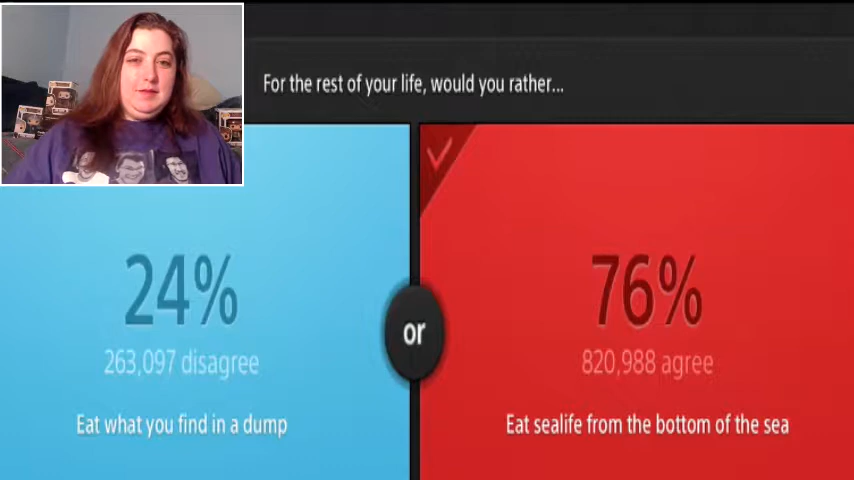 For the rest of your life, would you rather...
24%
263,097 disagree
Eat what you find in a dump
or
76%
820,988 agree
Eat sealife from the bottom of the sea